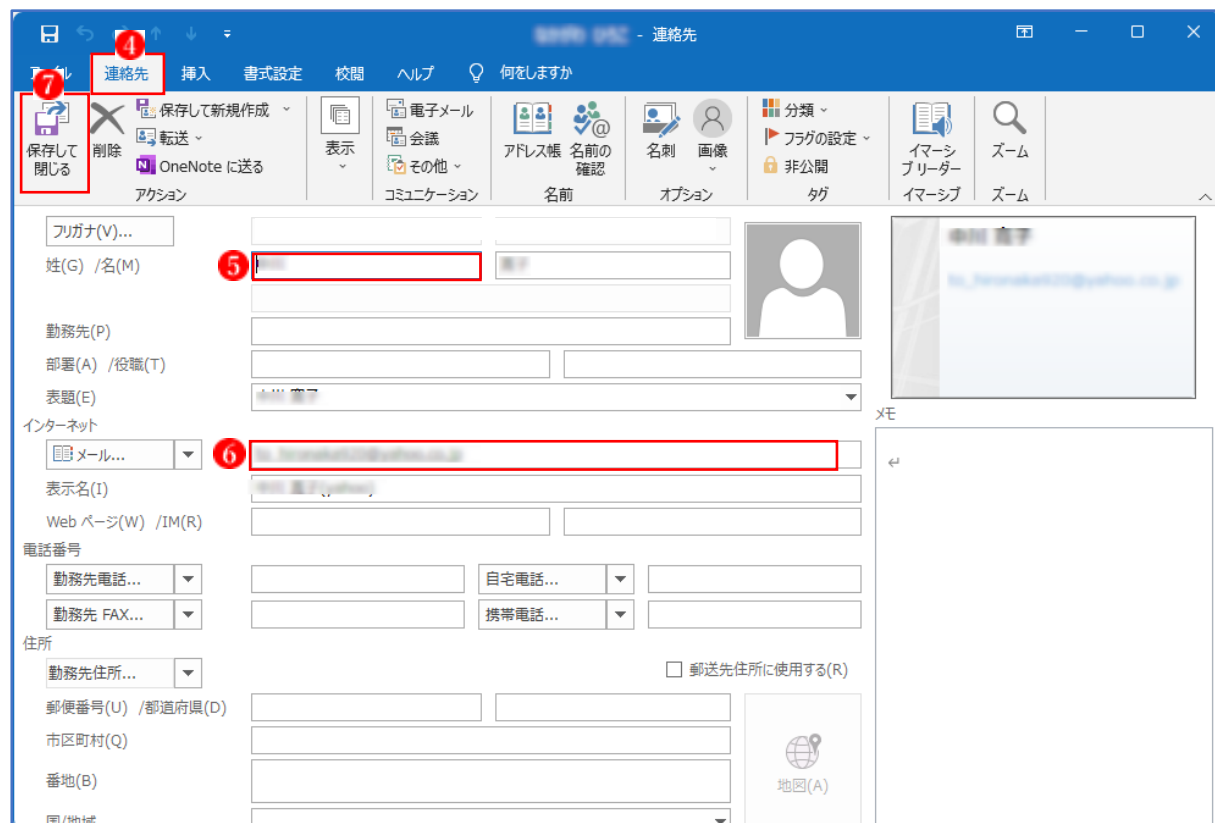 - 連絡先
4
連絡先 挿入 書式設定 校閲 ヘルプ 何をしますか
7
保存して閉じる
削除
保存して新規作成
転送
OneNote に送る
アクション
表示
電子メール
会議
その他
コミュニケーション
アドレス帳
名前の確認
名前
名刺
画像
オプション
分類
フラグの設定
非公開
タグ
イマーシブ リーダー
イマーシブ
ズーム
ズーム
フリガナ(V)...
姓(G) /名(M)
5
勤務先(P)
部署(A) /役職(T)
表題(E)
インターネット
メール...
6
表示名(I)
Web ページ(W) /IM(R)
電話番号
勤務先電話... 自宅電話...
勤務先 FAX... 携帯電話...
住所
勤務先住所... 郵送先住所に使用する(R)
郵便番号(U) /都道府県(D)
市区町村(Q)
番地(B)
地図(A)
国/地域
メモ